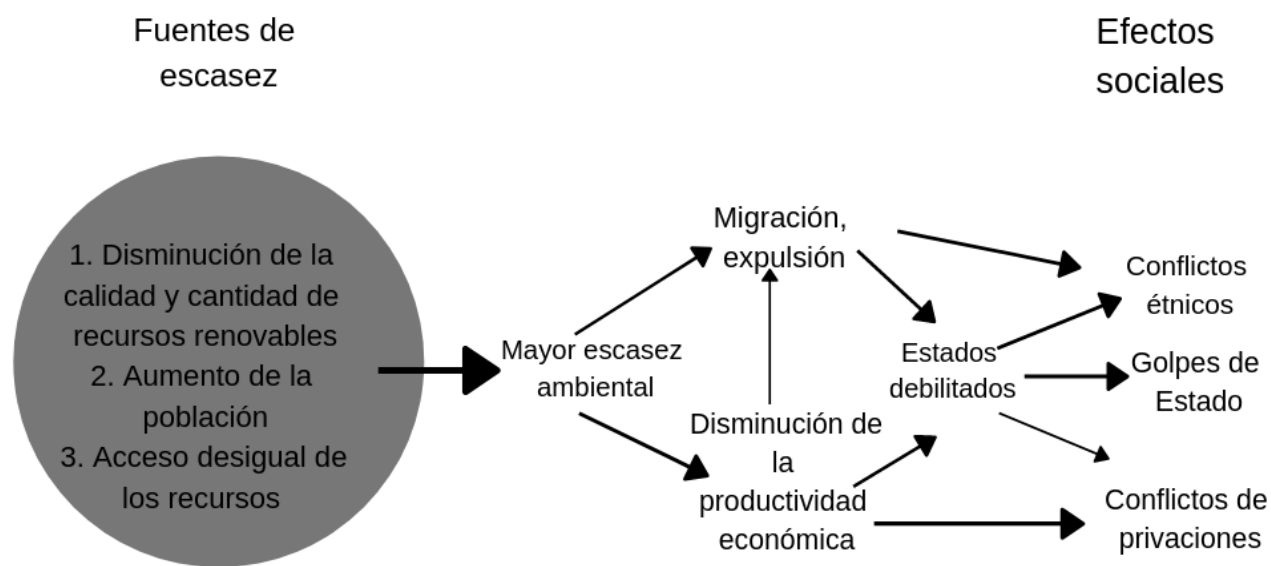 Fuentes de
escasez
Efectos
sociales
1. Disminución de la
calidad y cantidad de
recursos renovables
2. Aumento de la
población
3. Acceso desigual de
los recursos
Mayor escasez
ambiental
Migración,
expulsión
Disminución de
la
productividad
económica
Estados
debilitados
Conflictos
étnicos
Golpes de
Estado
Conflictos de
privaciones